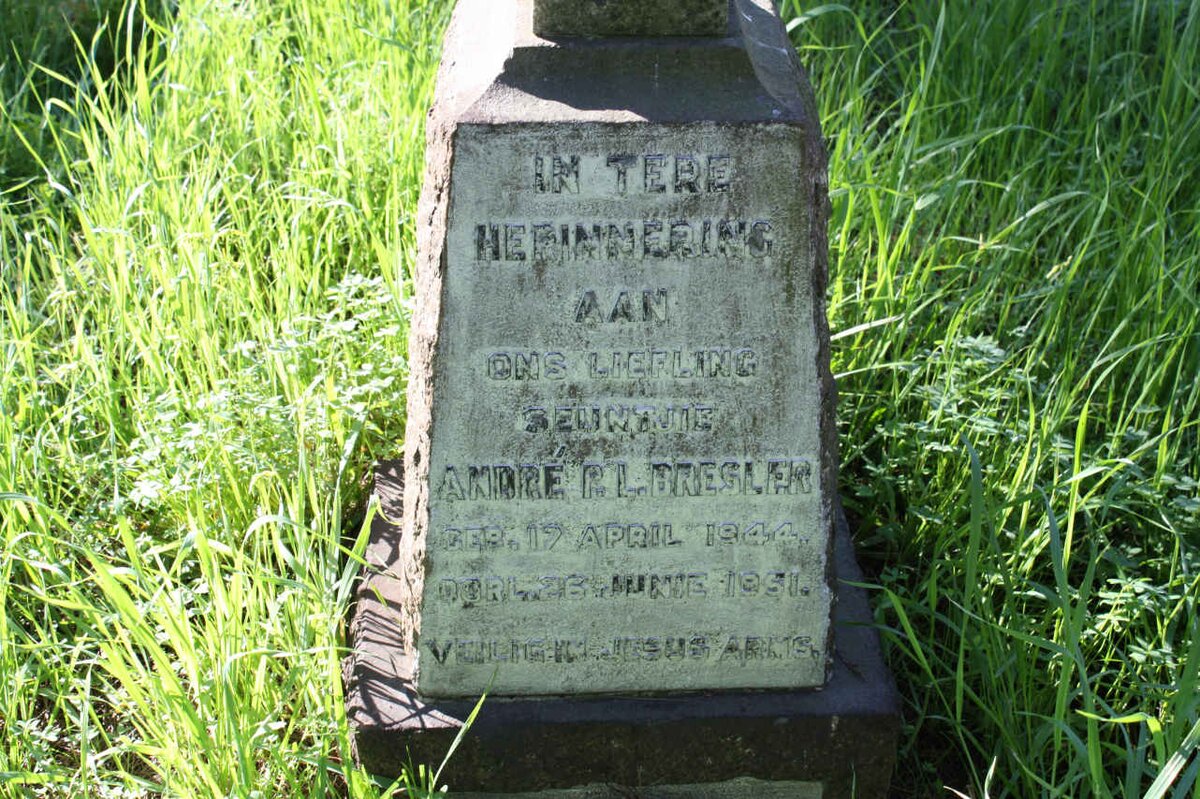 IN TERE
HERINNERING
AAN
ONS LIEFLING
SEUNTJIE
ANDRÉ P. L. BRESLER
GEB. 17 APRIL 1944.
OORL. 26 JUNIE 1951.
VEILIG IN JESUS ARMS.